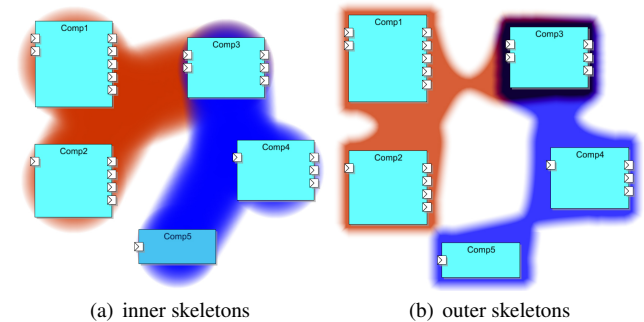 Comp1
Comp3
Comp2
Comp4
Comp5
(a) inner skeletons
Comp1
Comp3
Comp2
Comp4
Comp5
(b) outer skeletons